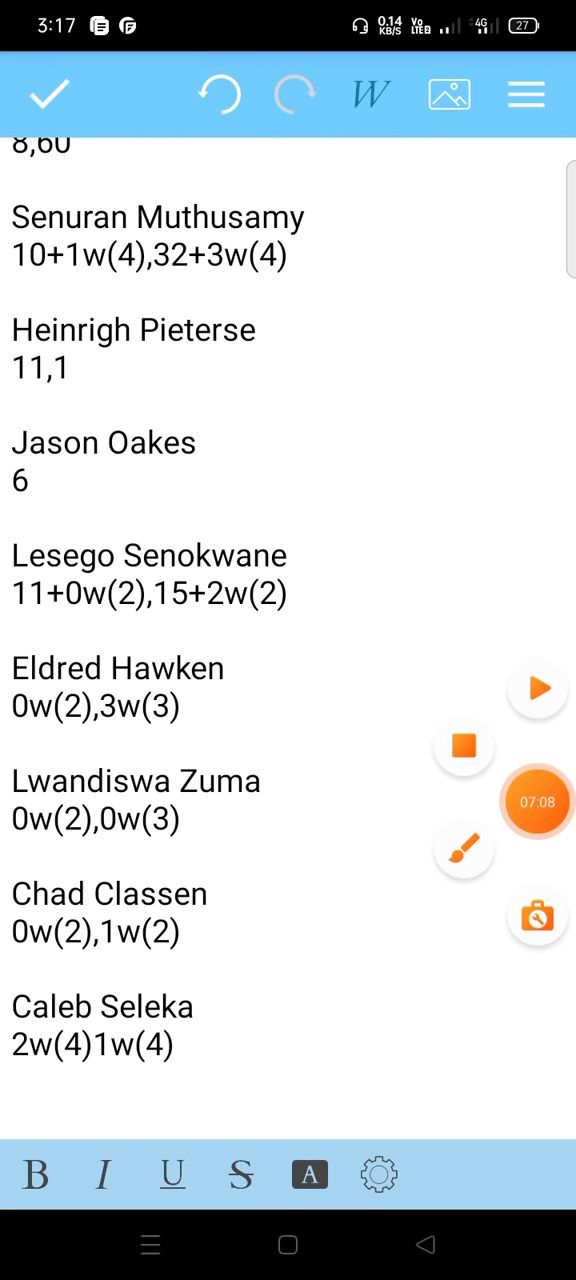 3:17
0.14 KB/S
Vo LTE2
4G
27
W
8,60
Senuran Muthusamy
10+1w(4),32+3w(4)
Heinrigh Pieterse
11,1
Jason Oakes
6
Lesego Senokwane
11+0w(2),15+2w(2)
Eldred Hawken
0w(2),3w(3)
Lwandiswa Zuma
0w(2),0w(3)
07:08
Chad Classen
0w(2),1w(2)
Caleb Seleka
2w(4)1w(4)
B I U S A